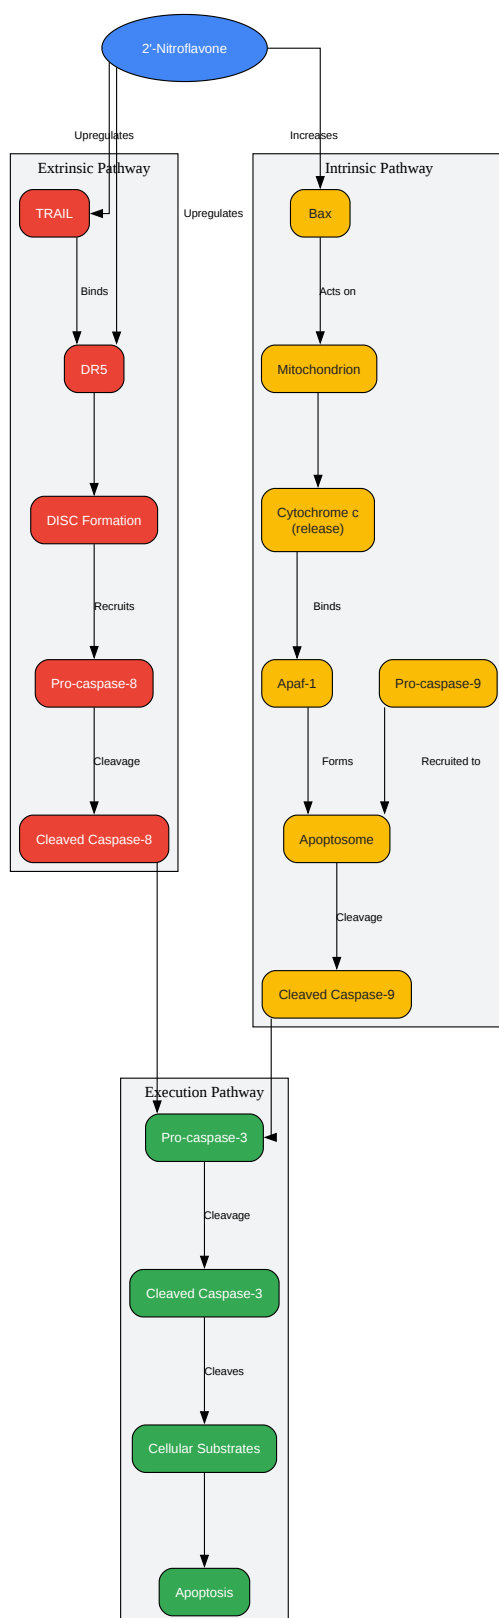 2'-Nitroflavone
Upregulates
Increases
Extrinsic Pathway
Intrinsic Pathway
TRAIL
Upregulates
Bax
Binds
Acts on
DR5
Mitochondrion
DISC Formation
Cytochrome c
(release)
Recruits
Binds
Pro-caspase-8
Apaf-1
Pro-caspase-9
Cleavage
Forms
Recruited to
Cleaved Caspase-8
Apoptosome
Cleavage
Cleaved Caspase-9
Execution Pathway
Pro-caspase-3
Cleavage
Cleaved Caspase-3
Cleaves
Cellular Substrates
Apoptosis